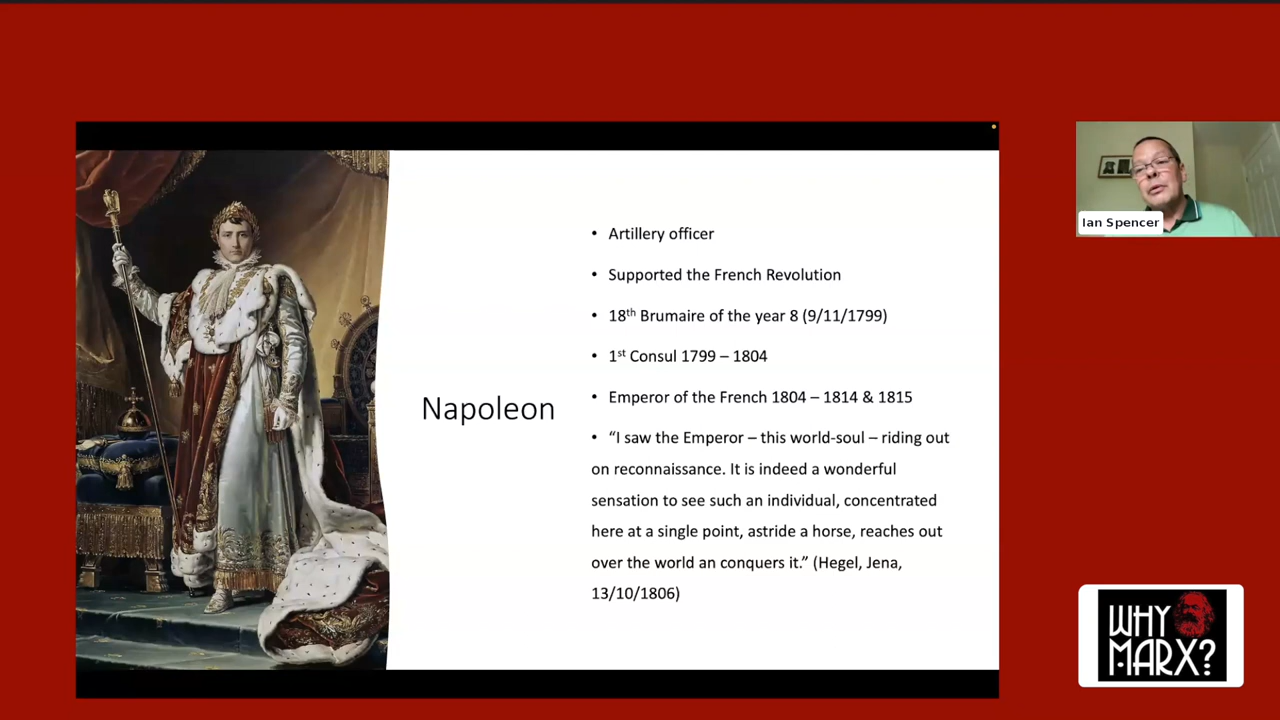 Napoleon
• Artillery officer
• Supported the French Revolution
• 18th Brumaire of the year 8 (9/11/1799)
• 1st Consul 1799 – 1804
• Emperor of the French 1804 – 1814 & 1815
• “I saw the Emperor – this world-soul – riding out
on reconnaissance. It is indeed a wonderful
sensation to see such an individual, concentrated
here at a single point, astride a horse, reaches out
over the world an conquers it.” (Hegel, Jena,
13/10/1806)
Ian Spencer
WHY
MARX?